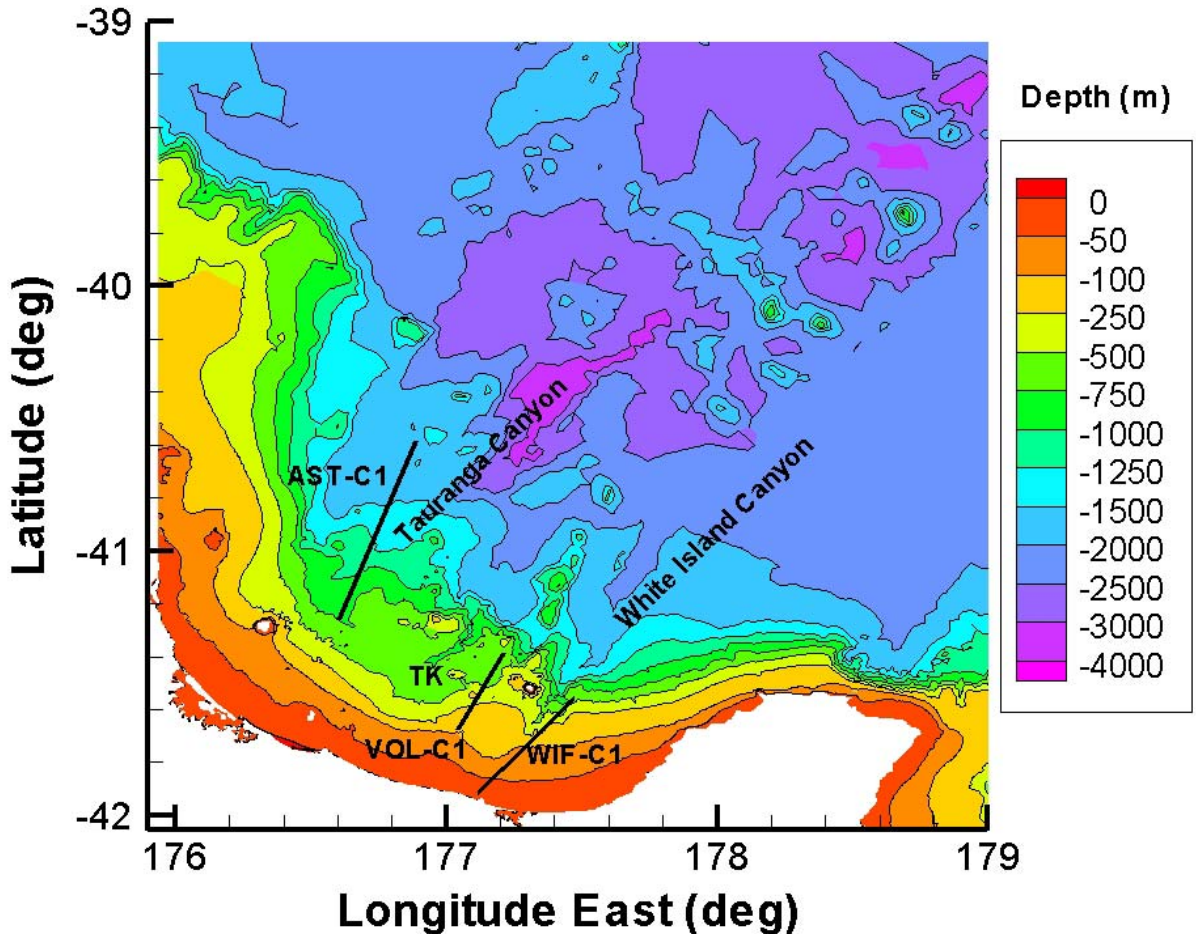 -39
-40
-41
-42
Latitude (deg)
176
177
178
179
Longitude East (deg)
AST-C1
Tauranga Canyon
White Island Canyon
TK
VOL-C1
WIF-C1
Depth (m)
0
-50
-100
-250
-500
-750
-1000
-1250
-1500
-2000
-2500
-3000
-4000